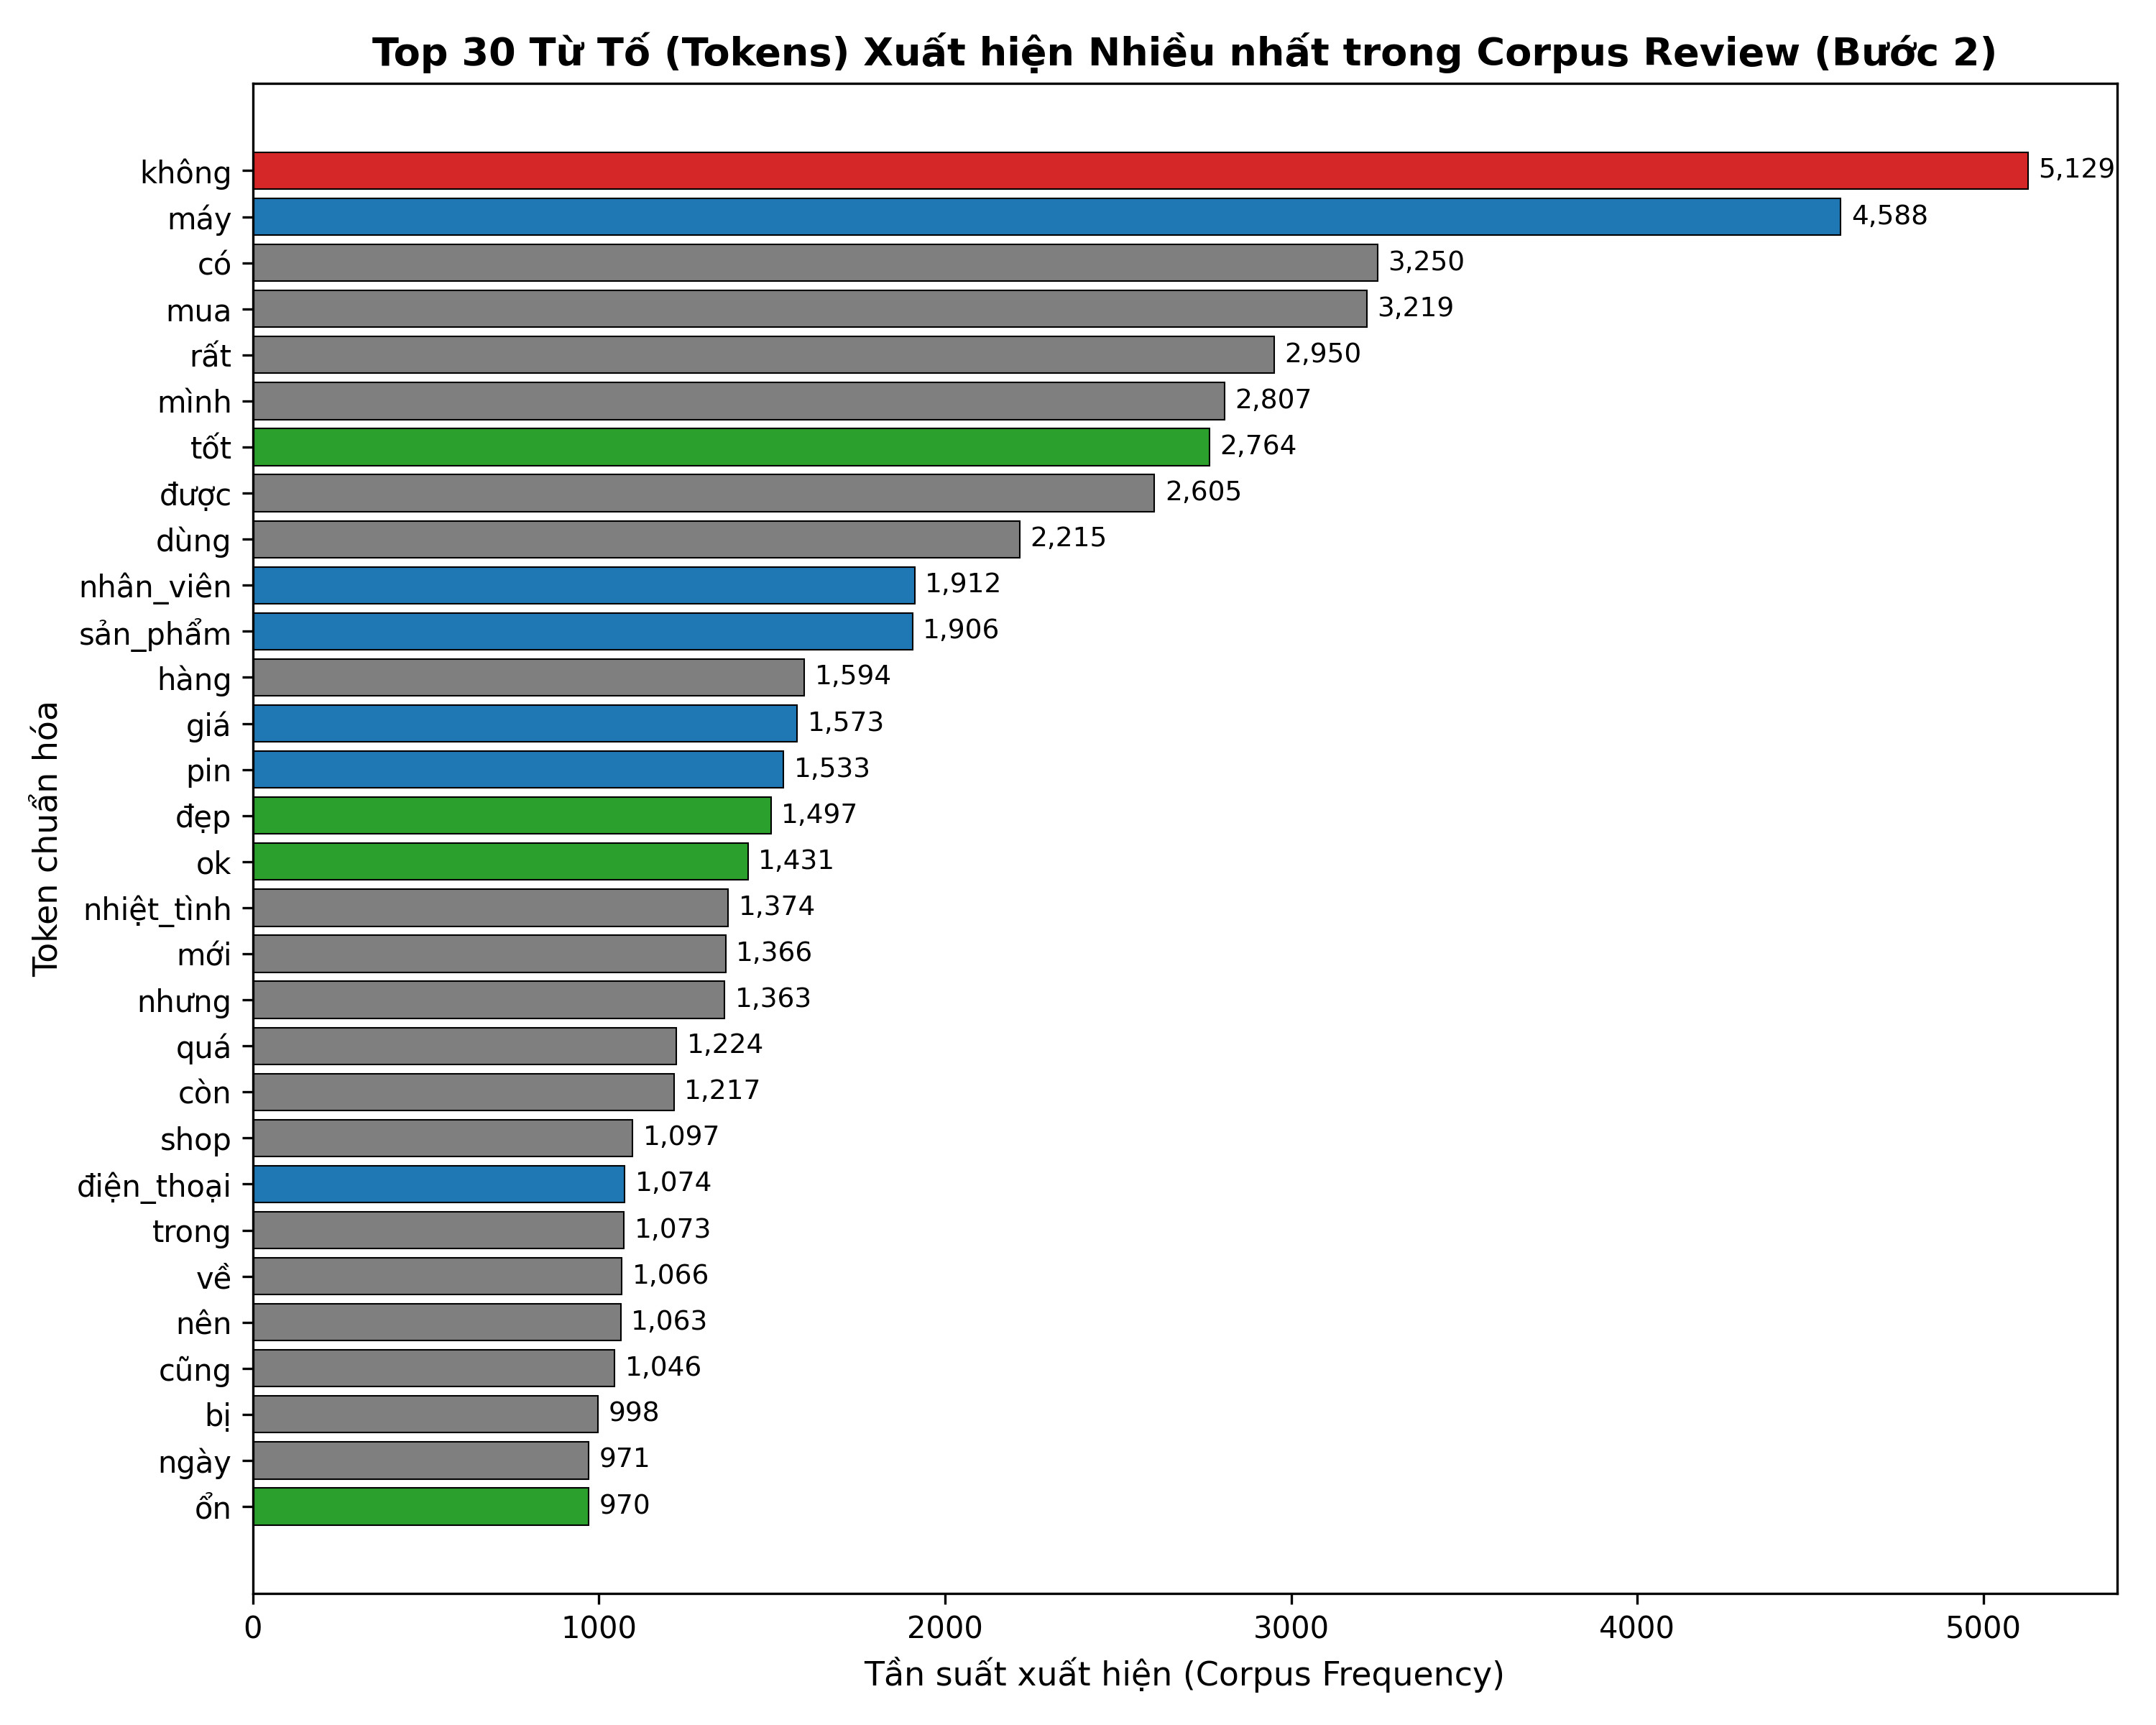 Top 30 Từ Tố (Tokens) Xuất hiện Nhiều nhất trong Corpus Review (Bước 2)
Token chuẩn hóa
không 5,129
máy 4,588
có 3,250
mua 3,219
rất 2,950
mình 2,807
tốt 2,764
được 2,605
dùng 2,215
nhân_viên 1,912
sản_phẩm 1,906
hàng 1,594
giá 1,573
pin 1,533
đẹp 1,497
ok 1,431
nhiệt_tình 1,374
mới 1,366
nhưng 1,363
quá 1,224
còn 1,217
shop 1,097
điện_thoại 1,074
trong 1,073
về 1,066
nên 1,063
cũng 1,046
bị 998
ngày 971
ổn 970
0 1000 2000 3000 4000 5000
Tần suất xuất hiện (Corpus Frequency)